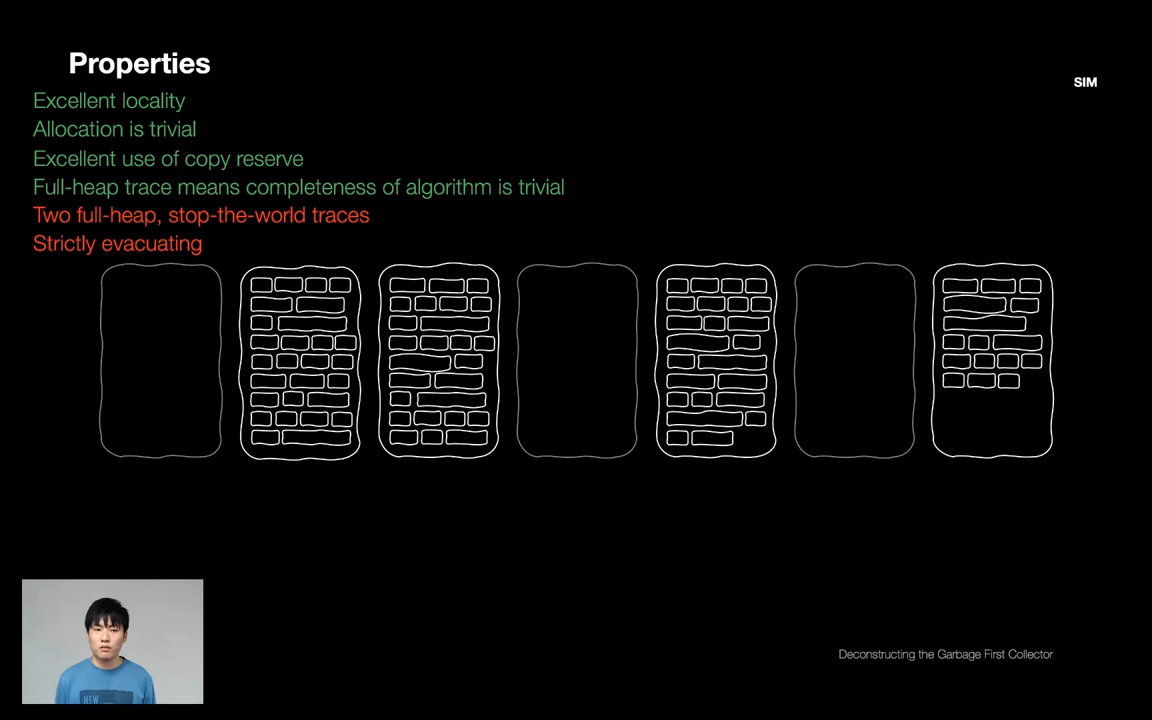 Properties
SIM
Excellent locality
Allocation is trivial
Excellent use of copy reserve
Full-heap trace means completeness of algorithm is trivial
Two full-heap, stop-the-world traces
Strictly evacuating
NEW
Deconstructing the Garbage First Collector